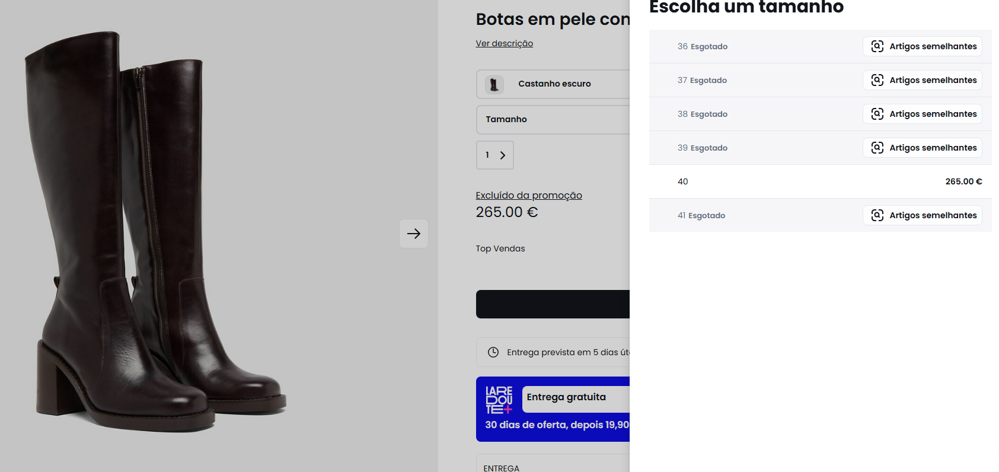 Botas em pele con
Ver descrição
Castanho escuro
Tamanho
1
Excluído da promoção
265.00 €
Top Vendas
Entrega prevista em 5 dias út
LA REDOUTE+
Entrega gratuita
30 dias de oferta, depois 19,90
ENTREGA
Escolha um tamanho
36 Esgotado Artigos semelhantes
37 Esgotado Artigos semelhantes
38 Esgotado Artigos semelhantes
39 Esgotado Artigos semelhantes
40 265.00 €
41 Esgotado Artigos semelhantes